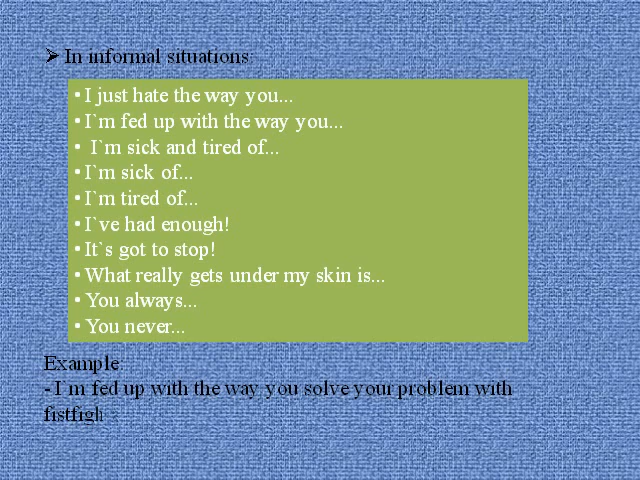 ➢ In informal situations:
• I just hate the way you...
• I`m fed up with the way you...
• I`m sick and tired of...
• I`m sick of...
• I`m tired of...
• I`ve had enough!
• It`s got to stop!
• What really gets under my skin is...
• You always...
• You never...
Example:
- I`m fed up with the way you solve your problem with